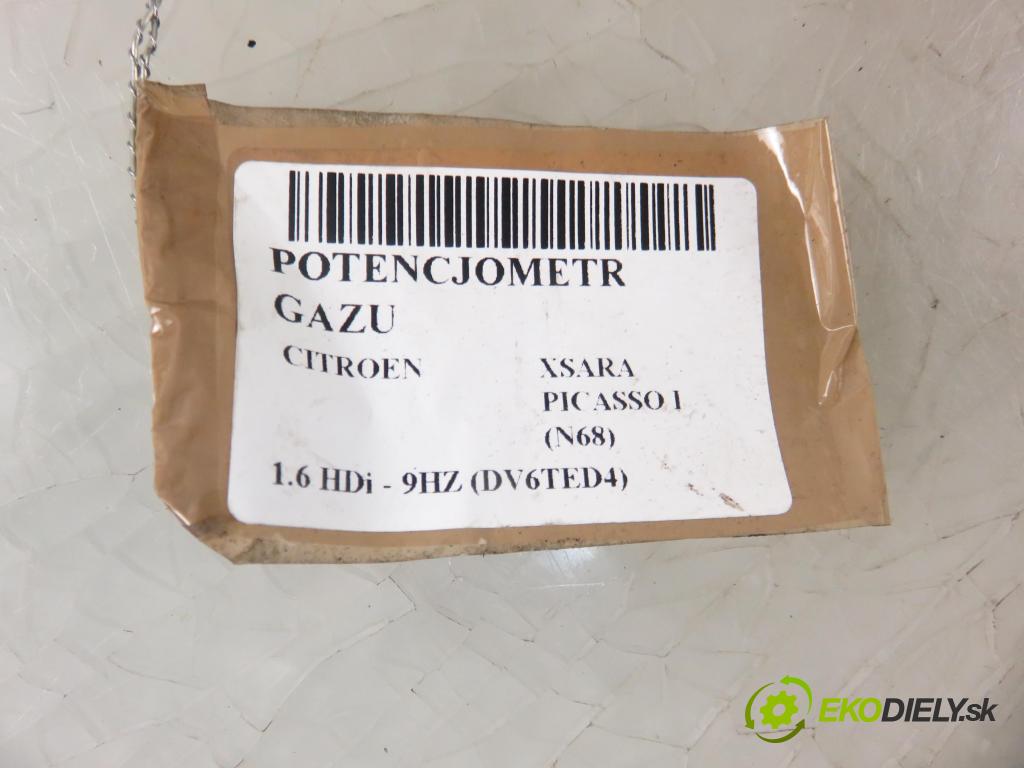 POTENCJOMETR
GAZU
CITROEN XSARA
PICASSO I
(N68)
1.6 HDi - 9HZ (DV6TED4)
EKODIELY.sk